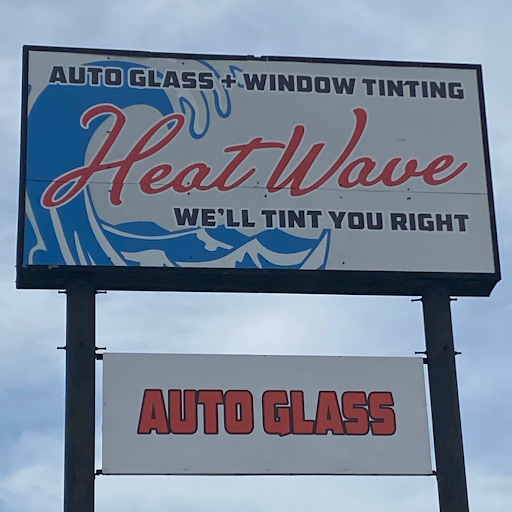 AUTO GLASS + WINDOW TINTING
Heat Wave
WE'LL TINT YOU RIGHT
AUTO GLASS